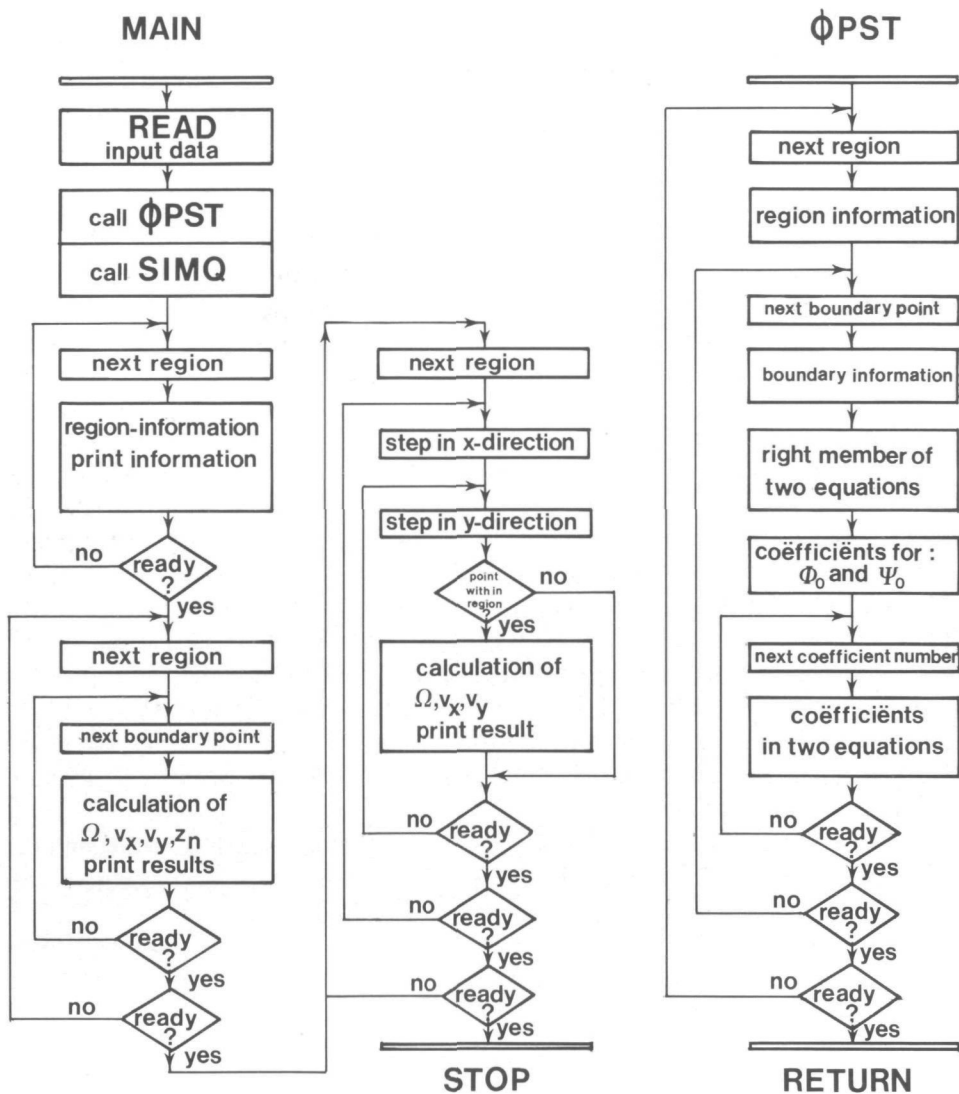 MAIN
READ
input data
call ϕPST
call SIMQ
next region
region-information
print information
no
ready
?
yes
next region
next boundary point
calculation of
Ω, vx, vy, zn
print results
no
ready
?
yes
no
ready
?
yes
next region
step in x-direction
step in y-direction
point
with in
region
?
no
yes
calculation of
Ω, vx, vy
print result
no
ready
?
yes
no
ready
?
yes
no
ready
?
yes
STOP
ϕPST
next region
region information
next boundary point
boundary information
right member of
two equations
coëfficiënts for :
Φ0 and Ψ0
next coefficient number
coëfficiënts
in two equations
no
ready
?
yes
no
ready
?
yes
no
ready
?
yes
RETURN